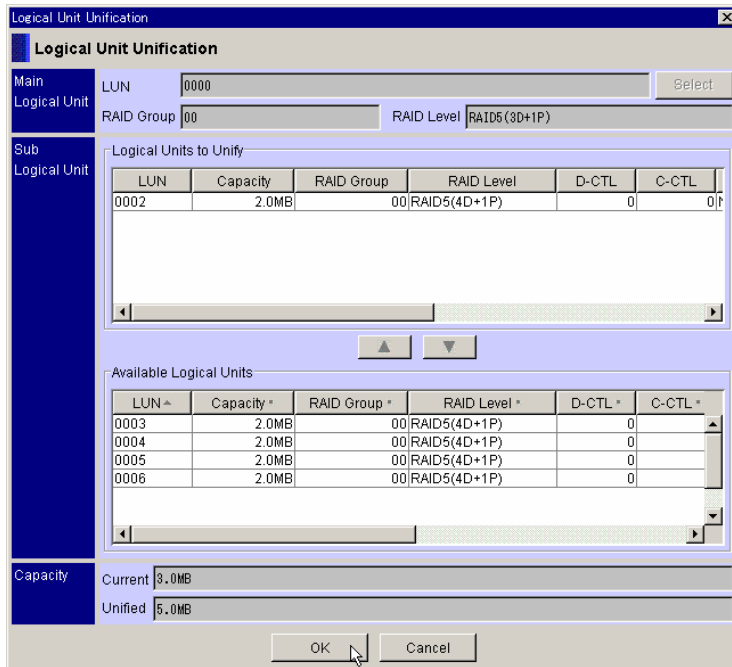 Logical Unit Unification
Logical Unit Unification
Main Logical Unit
LUN 0000 Select
RAID Group 00 RAID Level RAID5(3D+1P)
Sub Logical Unit
Logical Units to Unify
LUN Capacity RAID Group RAID Level D-CTL C-CTL
0002 2.0MB 00 RAID5(4D+1P) 0 0
Available Logical Units
LUN Capacity RAID Group RAID Level D-CTL C-CTL
0003 2.0MB 00 RAID5(4D+1P) 0
0004 2.0MB 00 RAID5(4D+1P) 0
0005 2.0MB 00 RAID5(4D+1P) 0
0006 2.0MB 00 RAID5(4D+1P) 0
Capacity
Current 3.0MB
Unified 5.0MB
OK Cancel